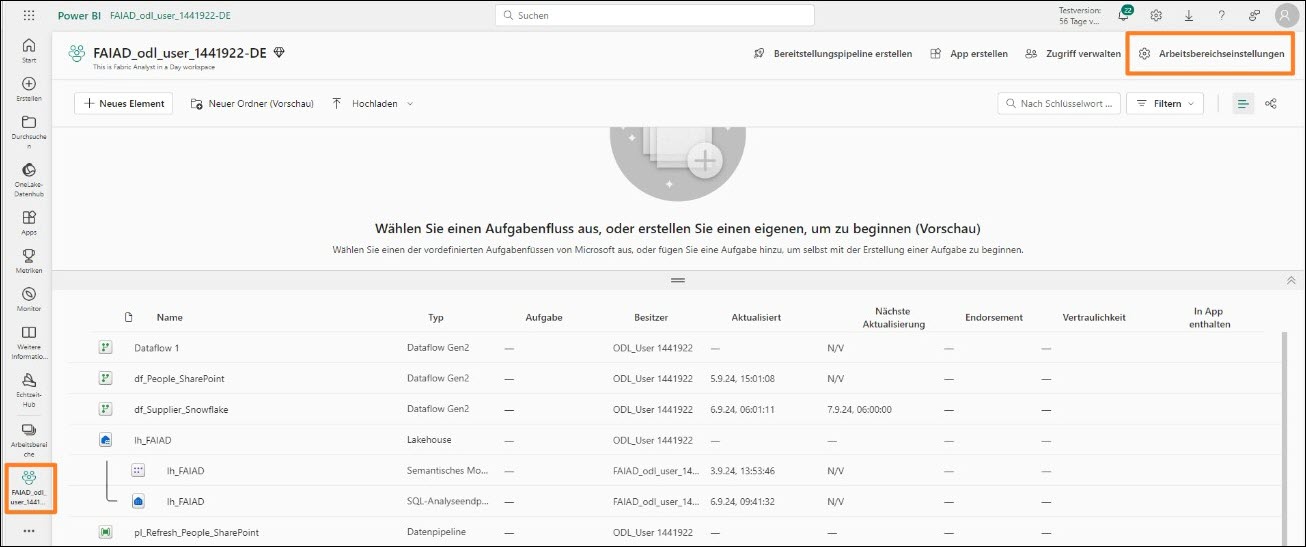 Power BI FAIAD_odl_user_1441922-DE
Suchen
Testversion:
56 Tage v...
22
Start
Erstellen
Durchsuche
n
OneLake-
Datenhub
Apps
Metriken
Monitor
Weitere
Informatio...
Echtzeit-
Hub
Arbeitsberei
che
FAIAD_odl_
user_1441...
...
FAIAD_odl_user_1441922-DE
This is Fabric Analyst in a Day workspace
Bereitstellungspipeline erstellen App erstellen Zugriff verwalten Arbeitsbereichseinstellungen
+ Neues Element Neuer Ordner (Vorschau) Hochladen
Nach Schlüsselwort ... Filtern
Wählen Sie einen Aufgabenfluss aus, oder erstellen Sie einen eigenen, um zu beginnen (Vorschau)
Wählen Sie einen der vordefinierten Aufgabenfüssen von Microsoft aus, oder fügen Sie eine Aufgabe hinzu, um selbst mit der Erstellung einer Aufgabe zu beginnen.
Name Typ Aufgabe Besitzer Aktualisiert Nächste Aktualisierung Endorsement Vertraulichkeit In App enthalten
Dataflow 1 Dataflow Gen2 — ODL_User 1441922 — N/V — —
df_People_SharePoint Dataflow Gen2 — ODL_User 1441922 5.9.24, 15:01:08 N/V — —
df_Supplier_Snowflake Dataflow Gen2 — ODL_User 1441922 6.9.24, 06:01:11 7.9.24, 06:00:00 — —
lh_FAIAD Lakehouse — ODL_User 1441922 — — — —
lh_FAIAD Semantisches Mo... — FAIAD_odl_user_14... 3.9.24, 13:53:46 N/V — —
lh_FAIAD SQL-Analyseendp... — FAIAD_odl_user_14... 6.9.24, 09:41:32 N/V — —
pl_Refresh_People_SharePoint Datenpipeline — ODL_User 1441922 — — — —